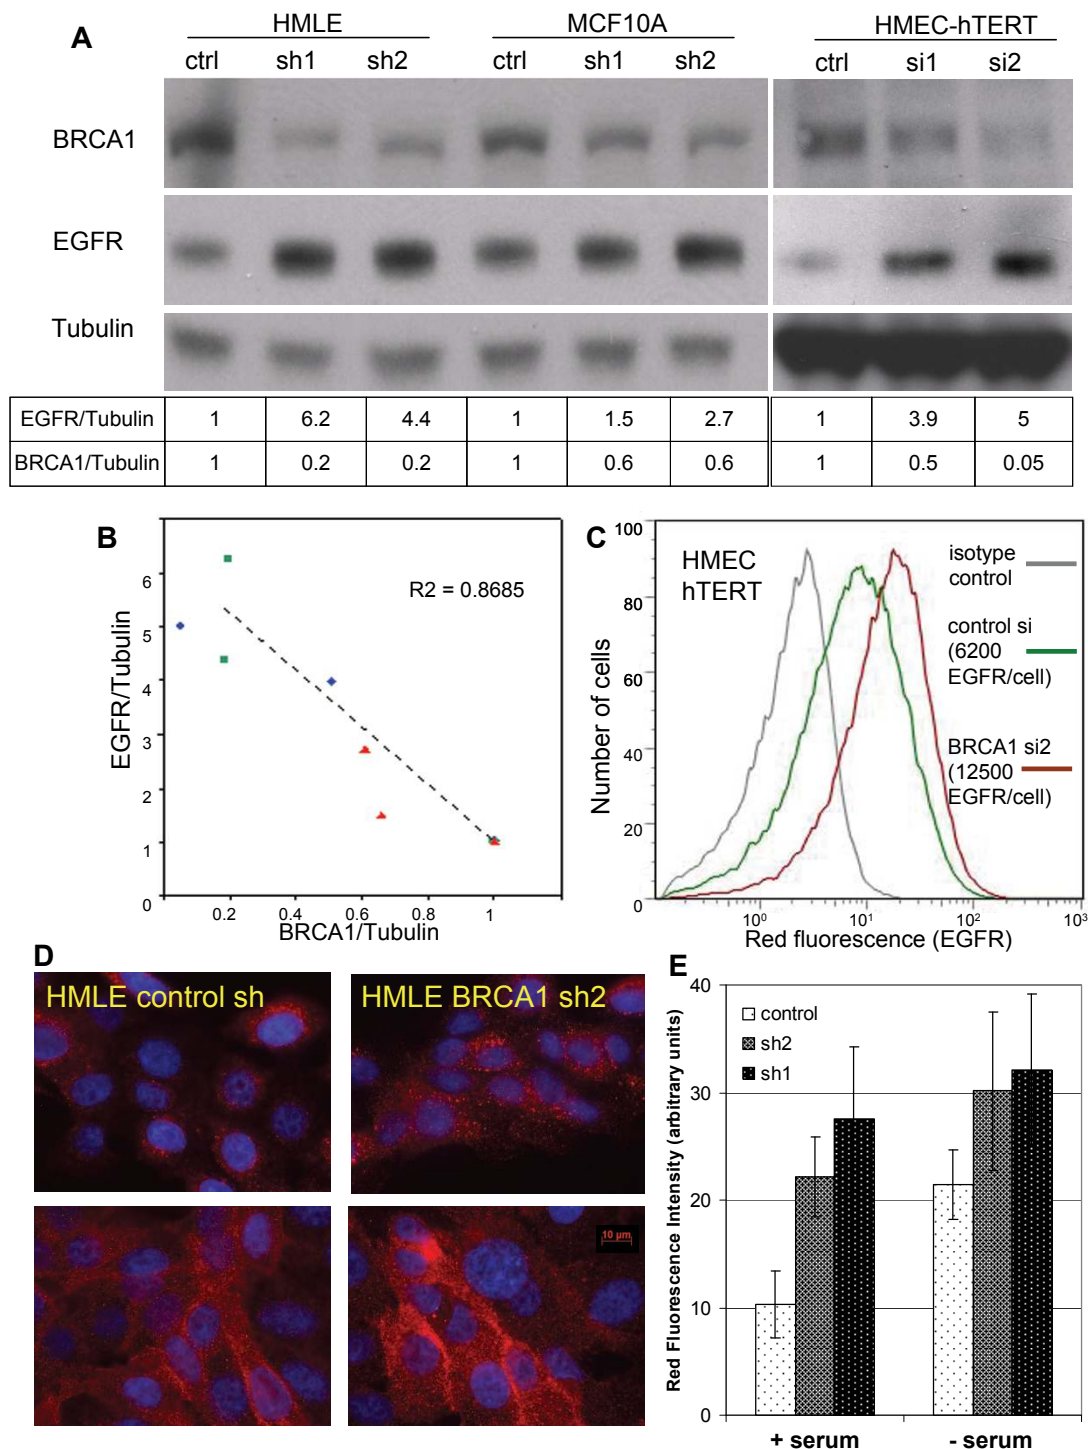 A
HMLE
MCF10A
HMEC-hTERT
ctrl sh1 sh2 ctrl sh1 sh2 ctrl si1 si2
BRCA1
EGFR
Tubulin
EGFR/Tubulin 1 6.2 4.4 1 1.5 2.7 1 3.9 5
BRCA1/Tubulin 1 0.2 0.2 1 0.6 0.6 1 0.5 0.05
B
R2 = 0.8685
EGFR/Tubulin
6
5
4
3
2
1
0
0.2 0.4 0.6 0.8 1
BRCA1/Tubulin
C
HMEC
hTERT
isotype
control
control si
(6200
EGFR/cell)
BRCA1 si2
(12500
EGFR/cell)
Number of cells
100
80
60
40
20
0
10⁰ 10¹ 10² 10³
Red fluorescence (EGFR)
D
HMLE control sh
HMLE BRCA1 sh2
10 µm
E
Red Fluorescence Intensity (arbitrary units)
40
30
20
10
0
control
sh2
sh1
+ serum - serum